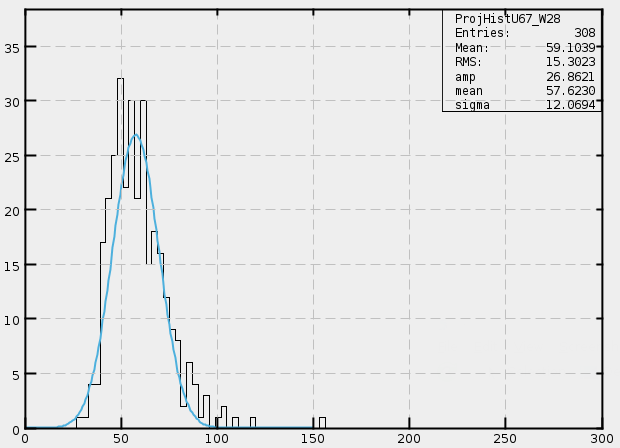 ProjHistU67_W28
Entries: 308
Mean: 59.1039
RMS: 15.3023
amp 26.8621
mean 57.6230
sigma 12.0694
35
30
25
20
15
10
5
0
0 50 100 150 200 250 300